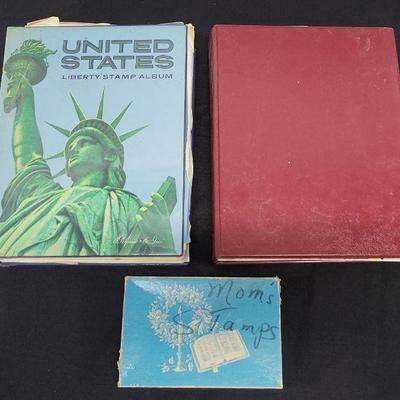 UNITED
STATES
LIBERTY STAMP ALBUM
Mom's
Stamps